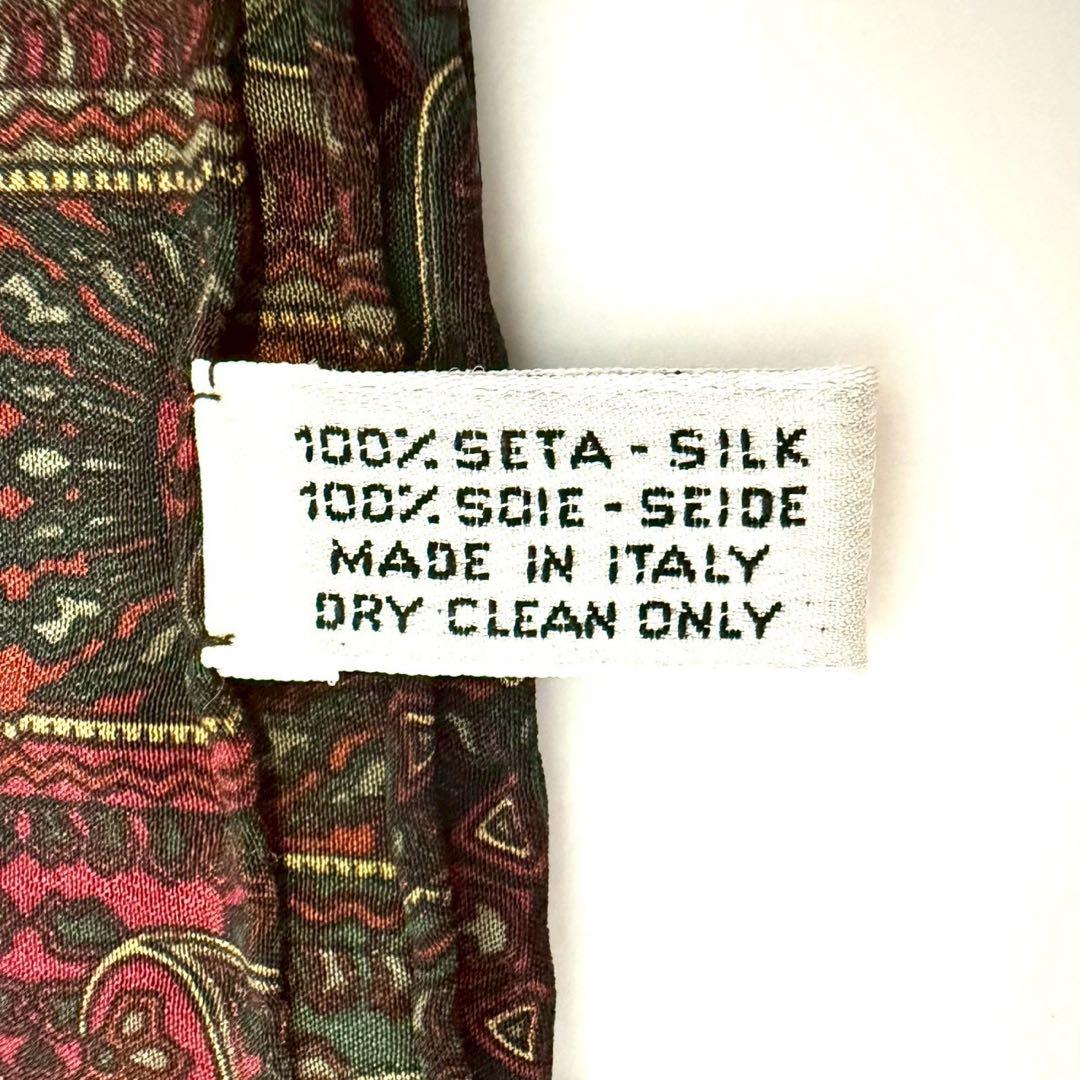 100% SETA - SILK
100% SOIE - SEIDE
MADE IN ITALY
DRY CLEAN ONLY